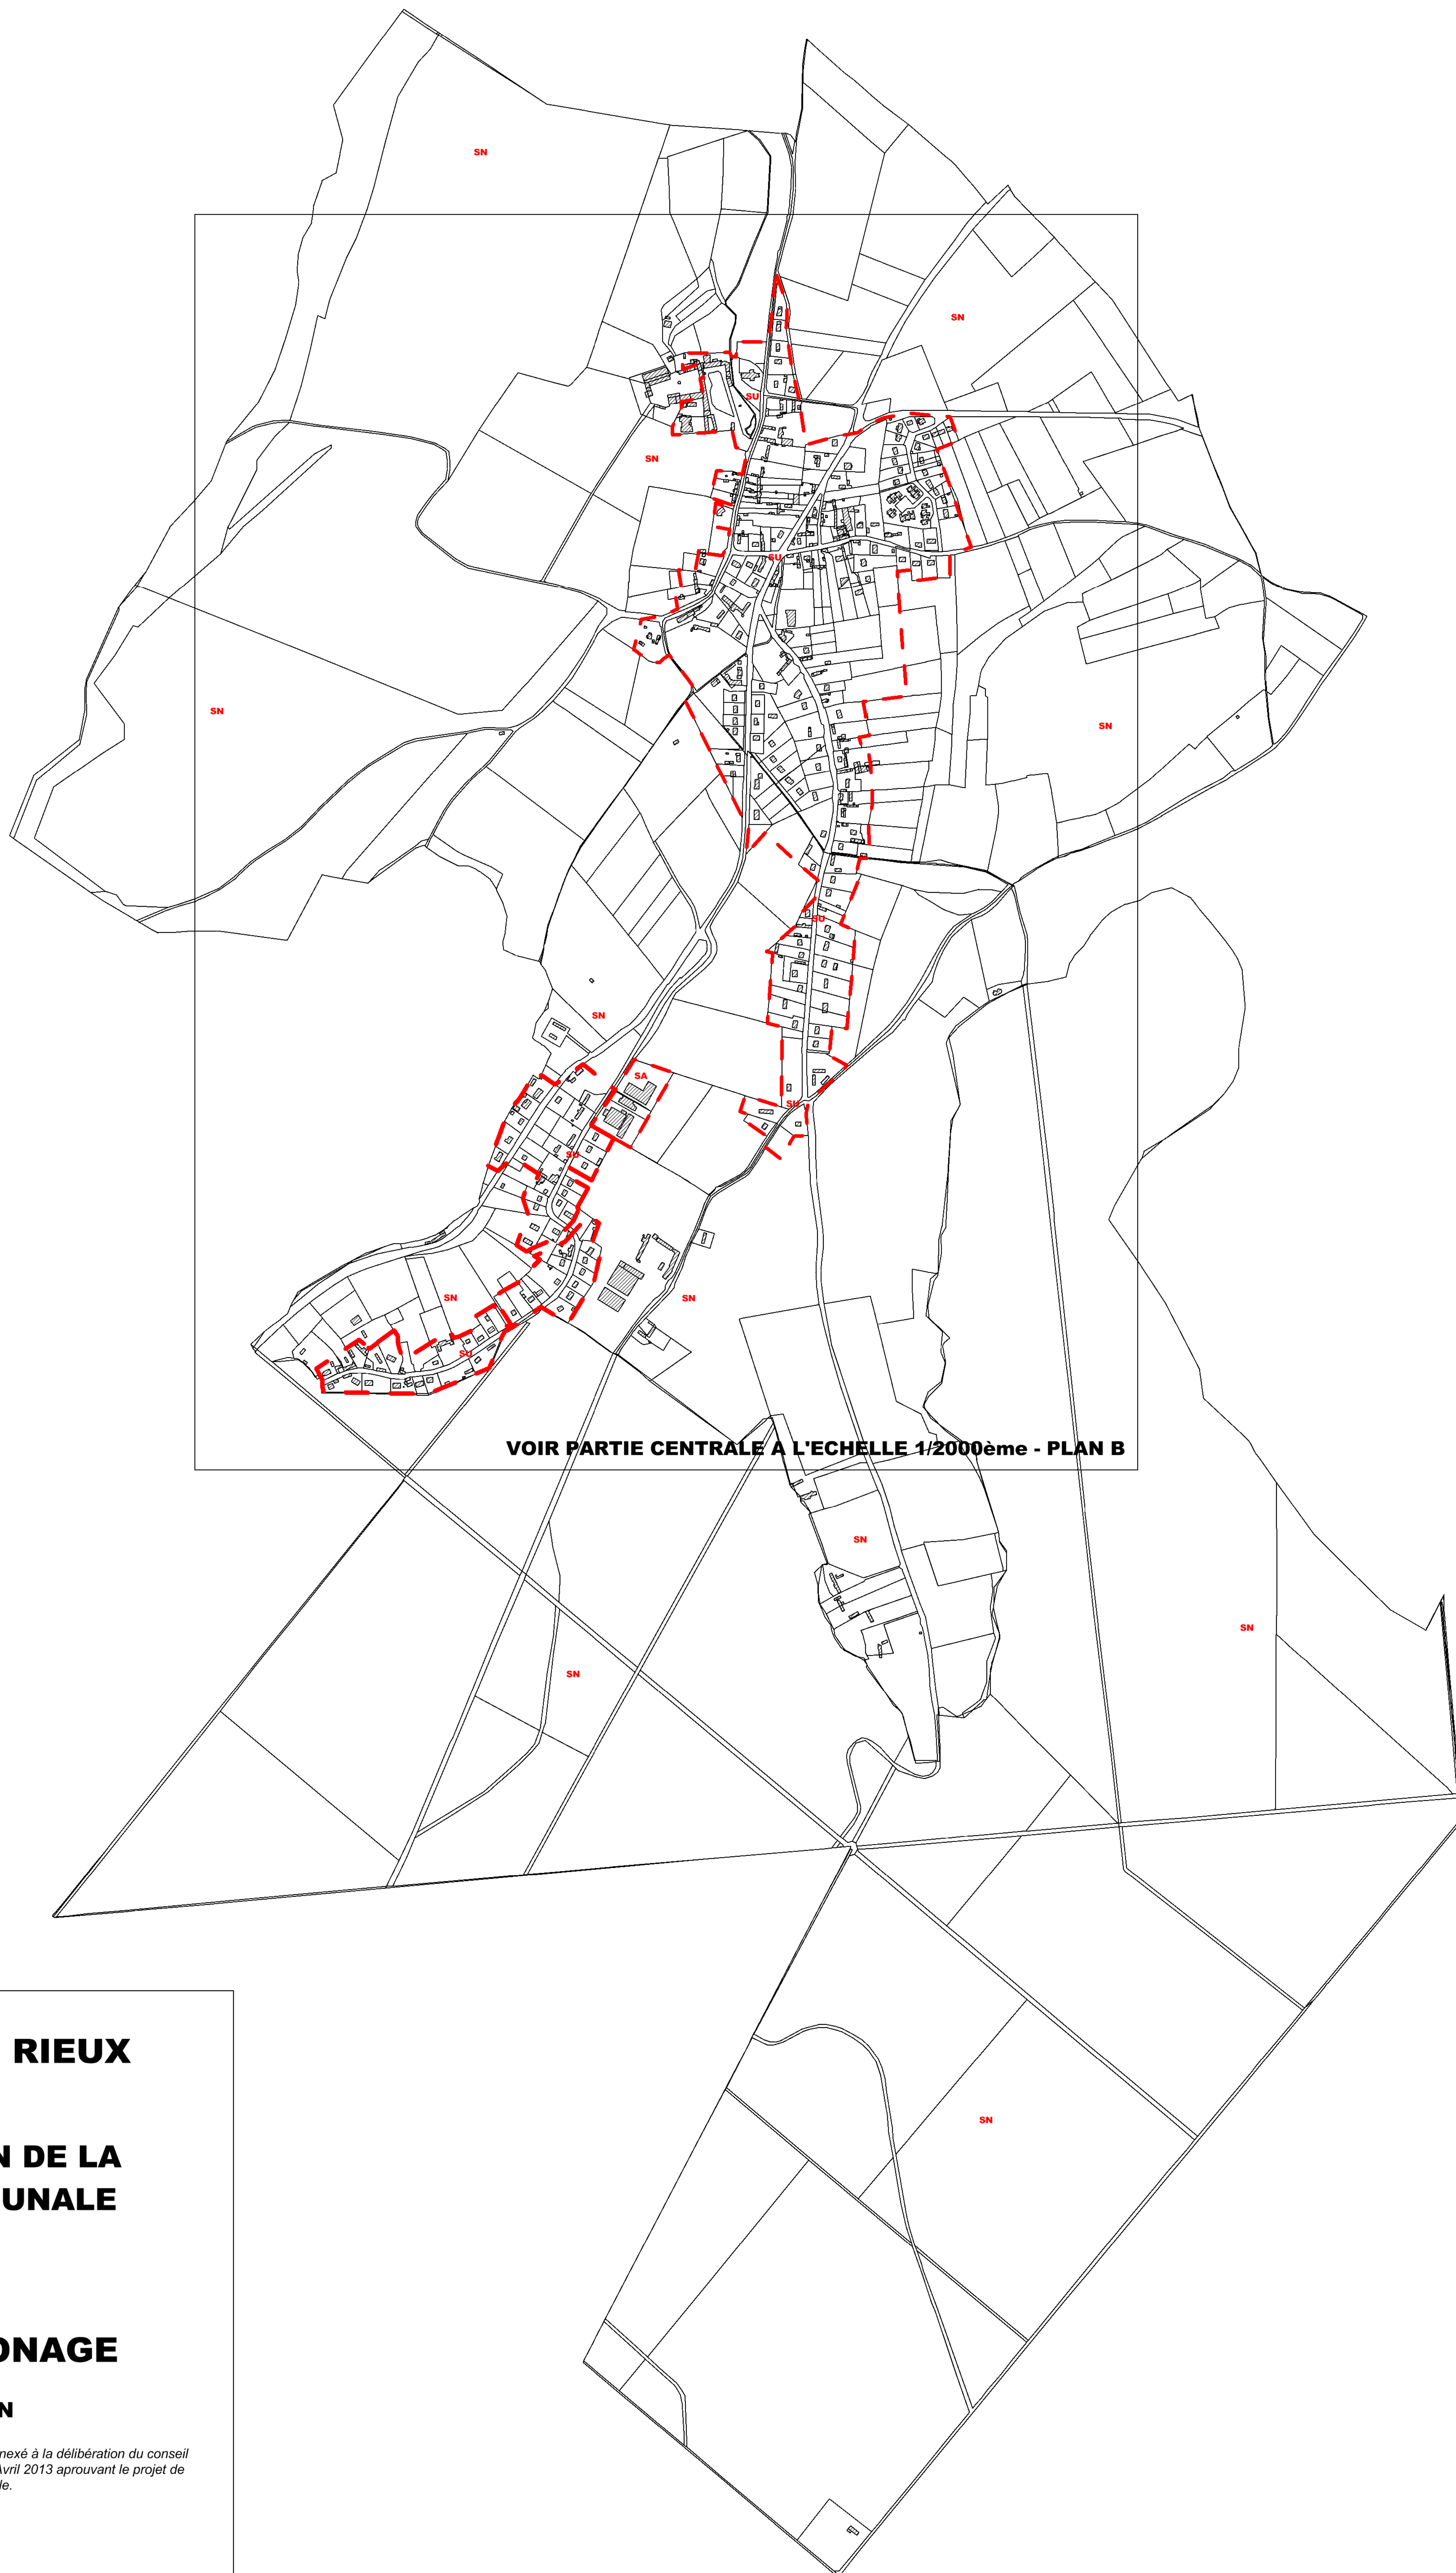 SN
SN
SU
SN
SU
SN
SN
SU
SN
SA
SU
SU
SN
SN
SU
VOIR PARTIE CENTRALE A L'ECHELLE 1/2000ème - PLAN B
SN
SN
SN
SN
RIEUX
N DE LA
UNALE
ONAGE
N
nexé à la délibération du conseil
Avril 2013 aprouvant le projet de
le.